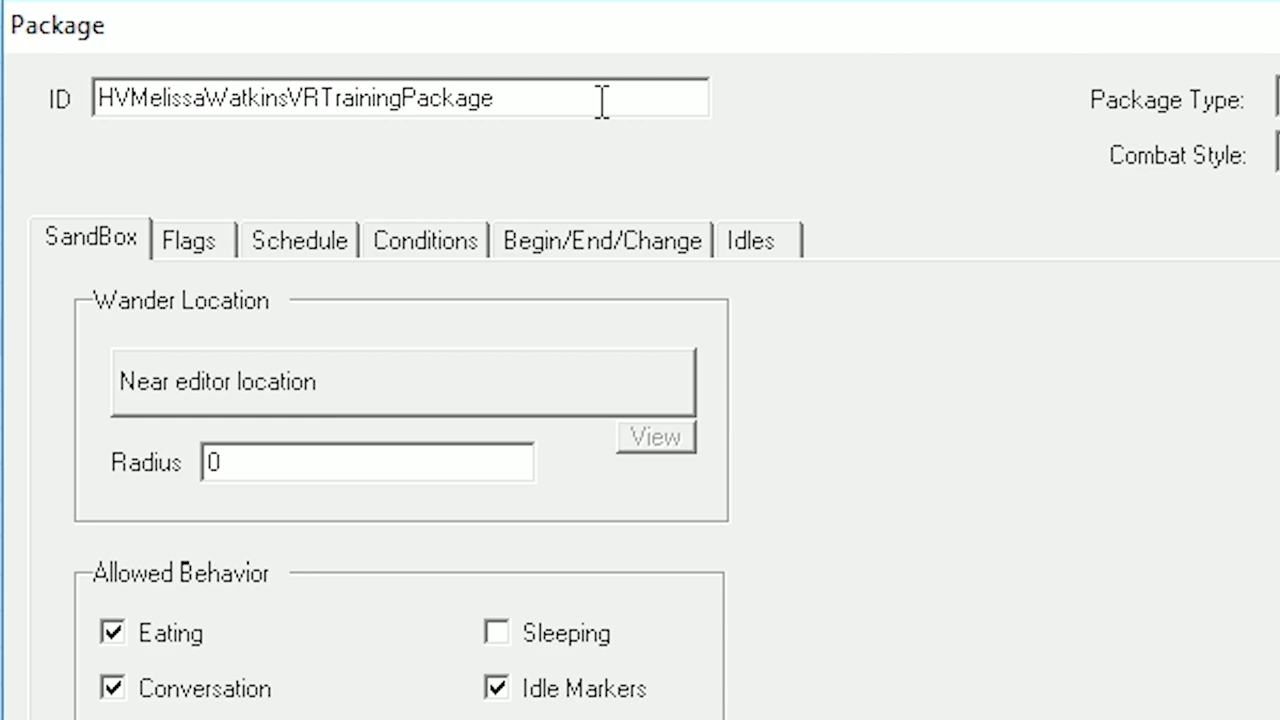 Package
ID HVMelissaWatkinsVRTrainingPackage Package Type:
Combat Style:
SandBox Flags Schedule Conditions Begin/End/Change Idles
Wander Location
Near editor location
View
Radius 0
Allowed Behavior
Eating Sleeping
Conversation Idle Markers